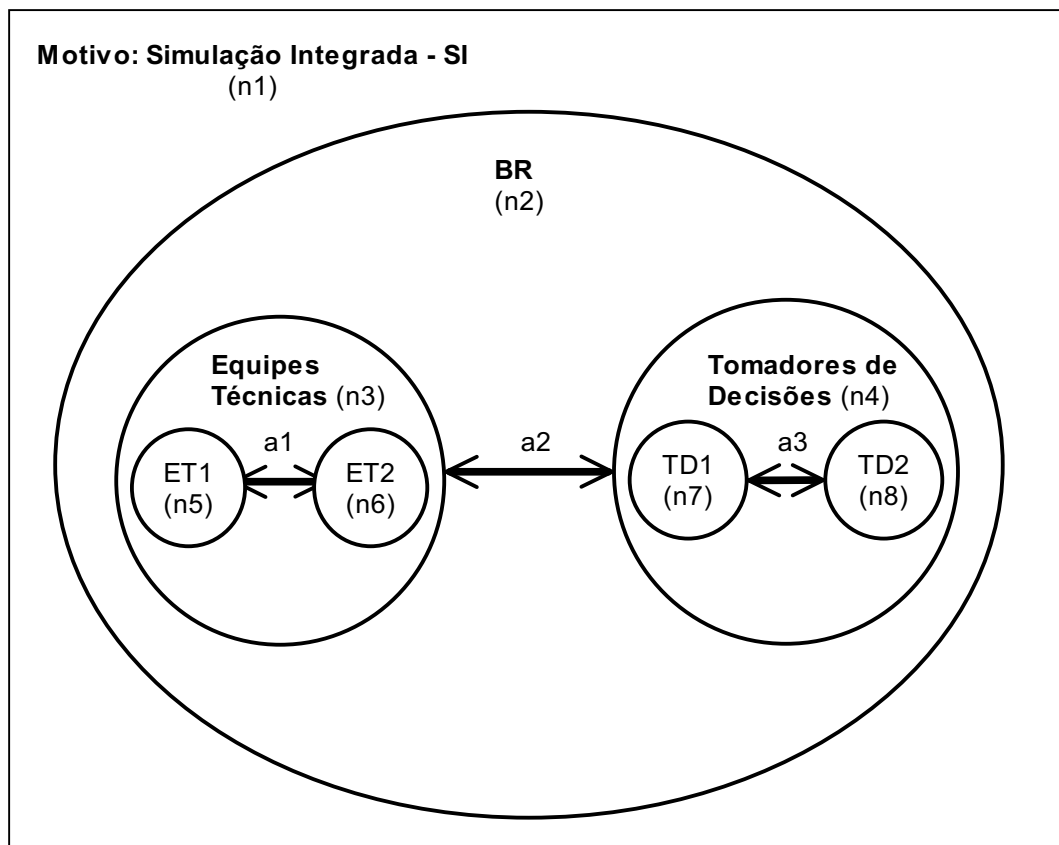 Motivo: Simulação Integrada - SI
(n1)
BR
(n2)
Equipes
Técnicas (n3)
Tomadores de
Decisões (n4)
a1
a2
a3
ET1
(n5)
ET2
(n6)
TD1
(n7)
TD2
(n8)